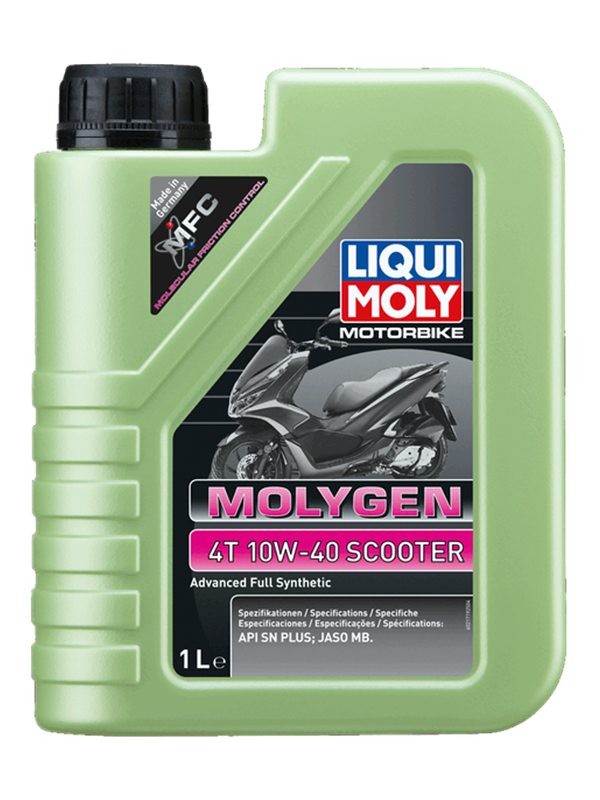 Made in
Germany
MFC
MOLECULAR FRICTION CONTROL
LIQUI
MOLY
MOTORBIKE
MOLYGEN
4T 10W-40 SCOOTER
Advanced Full Synthetic
Spezifikationen / Specifications / Specifiche
Especificaciones / Especificações / Spécifications:
API SN PLUS; JASO MB.
1 L e